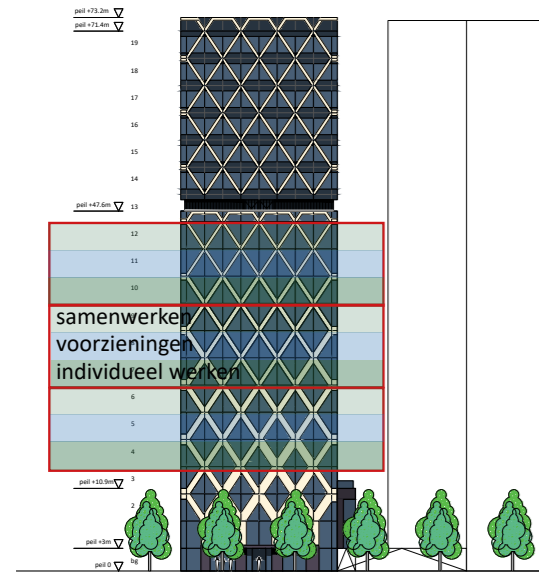 peil +73.2m
peil +71.4m
19
18
17
16
15
14
13
peil +47.6m
12
11
10
samenwerken
voorzieningen
individueel werken
6
5
4
3
peil +10.9m
2
peil +3m
bg
peil 0